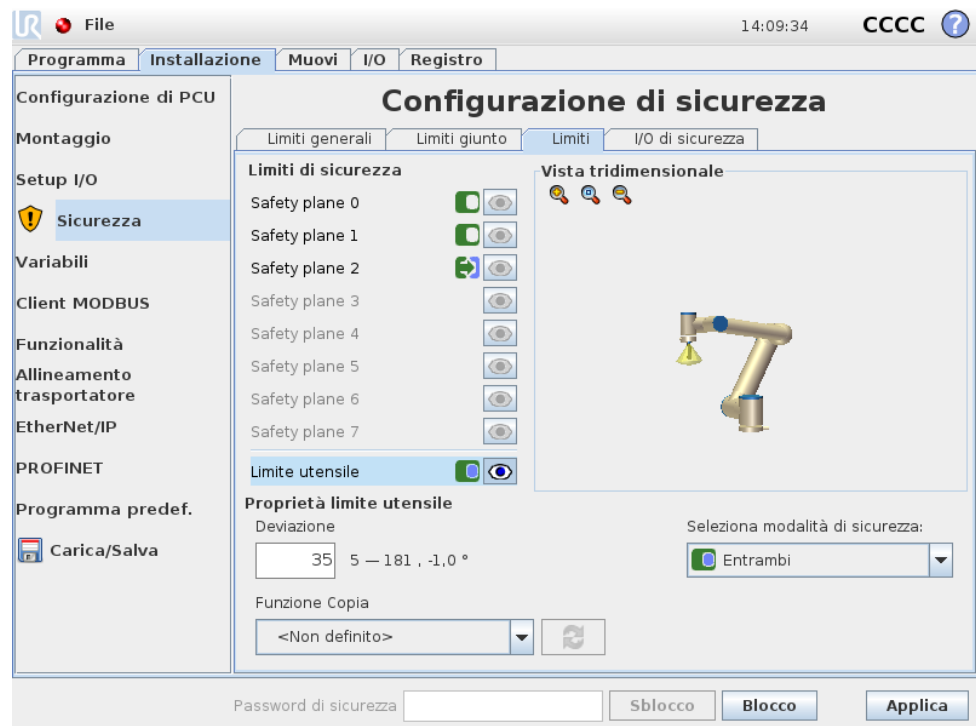 UR File 14:09:34 CCCC ?
Programma Installazione Muovi I/O Registro
Configurazione di PCU
Montaggio
Setup I/O
Sicurezza
Variabili
Client MODBUS
Funzionalità
Allineamento
trasportatore
EtherNet/IP
PROFINET
Programma predef.
Carica/Salva
Configurazione di sicurezza
Limiti generali Limiti giunto Limiti I/O di sicurezza
Limiti di sicurezza
Safety plane 0
Safety plane 1
Safety plane 2
Safety plane 3
Safety plane 4
Safety plane 5
Safety plane 6
Safety plane 7
Limite utensile
Vista tridimensionale
Proprietà limite utensile
Deviazione
35 5 — 181 , -1,0 °
Seleziona modalità di sicurezza:
Entrambi
Funzione Copia
<Non definito>
Password di sicurezza Sblocco Blocco Applica